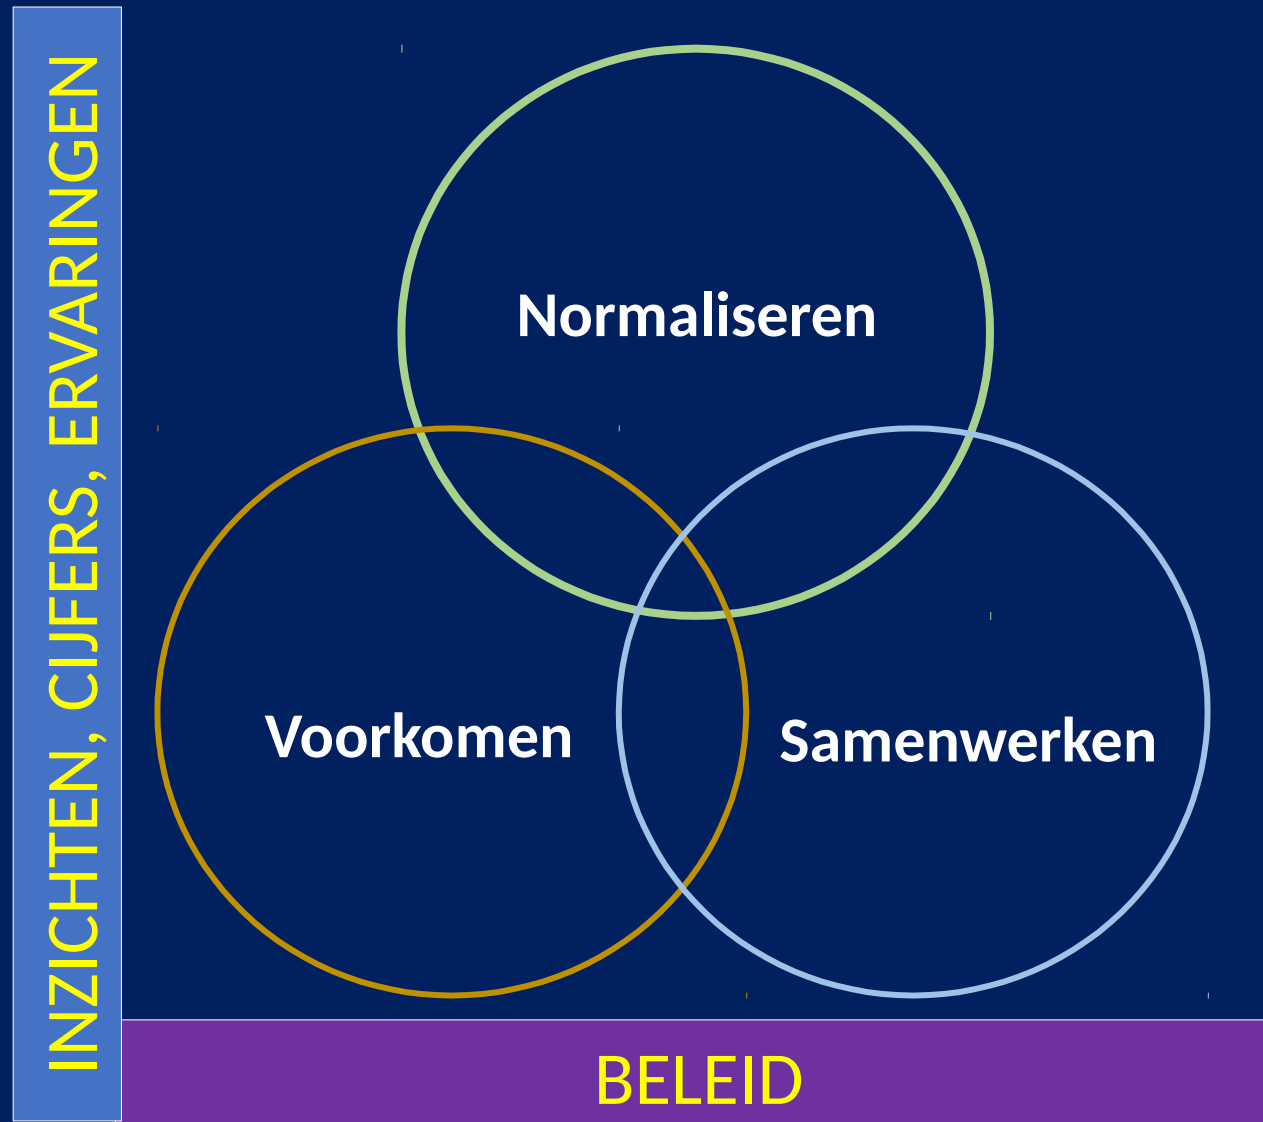 INZICHTEN, CIJFERS, ERVARINGEN
Normaliseren
Voorkomen
Samenwerken
BELEID